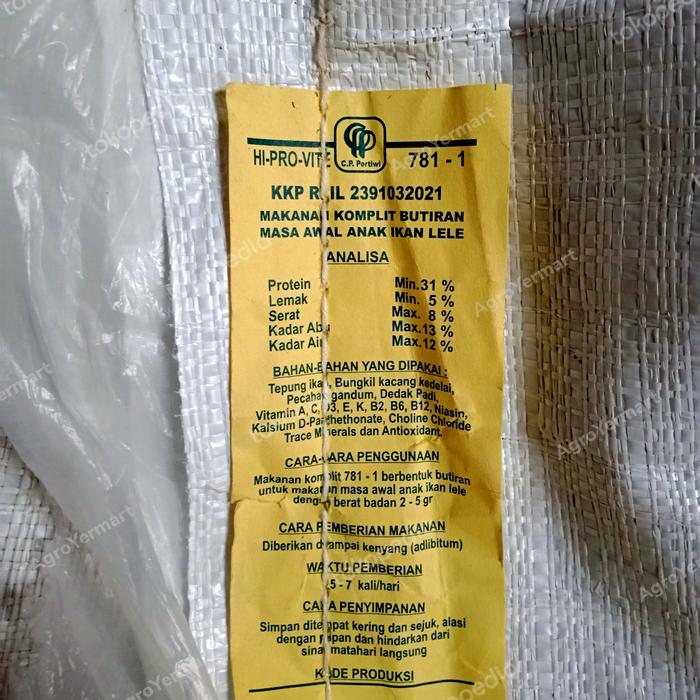 HI-PRO-VITE C.P. Pertiwi 781 - 1
KKP RI 2391032021
MAKANAN KOMPLIT BUTIRAN
MASA AWAL ANAK IKAN LELE
ANALISA
Protein Min.31 %
Lemak Min. 5 %
Serat Max. 8 %
Kadar Abu Max.13 %
Kadar Air Max.12 %
BAHAN-BAHAN YANG DIPAKAI :
Tepung ikan, Bungkil kacang kedelai,
Pecahan gandum, Dedak Padi,
Vitamin A, C, D3, E, K, B2, B6, B12, Niasin,
Kalsium D-Panthethonate, Choline Chloride
Trace Minerals dan Antioxidant.
CARA-CARA PENGGUNAAN
Makanan komplit 781 - 1 berbentuk butiran
untuk makanan masa awal anak ikan lele
dengan berat badan 2 - 5 gr
CARA PEMBERIAN MAKANAN
Diberikan sampai kenyang (adlibitum)
WAKTU PEMBERIAN
5 - 7 kali/hari
CARA PENYIMPANAN
Simpan ditempat kering dan sejuk, alasi
dengan papan dan hindarkan dari
sinar matahari langsung
KODE PRODUKSI
tokopedia
AgroYermart